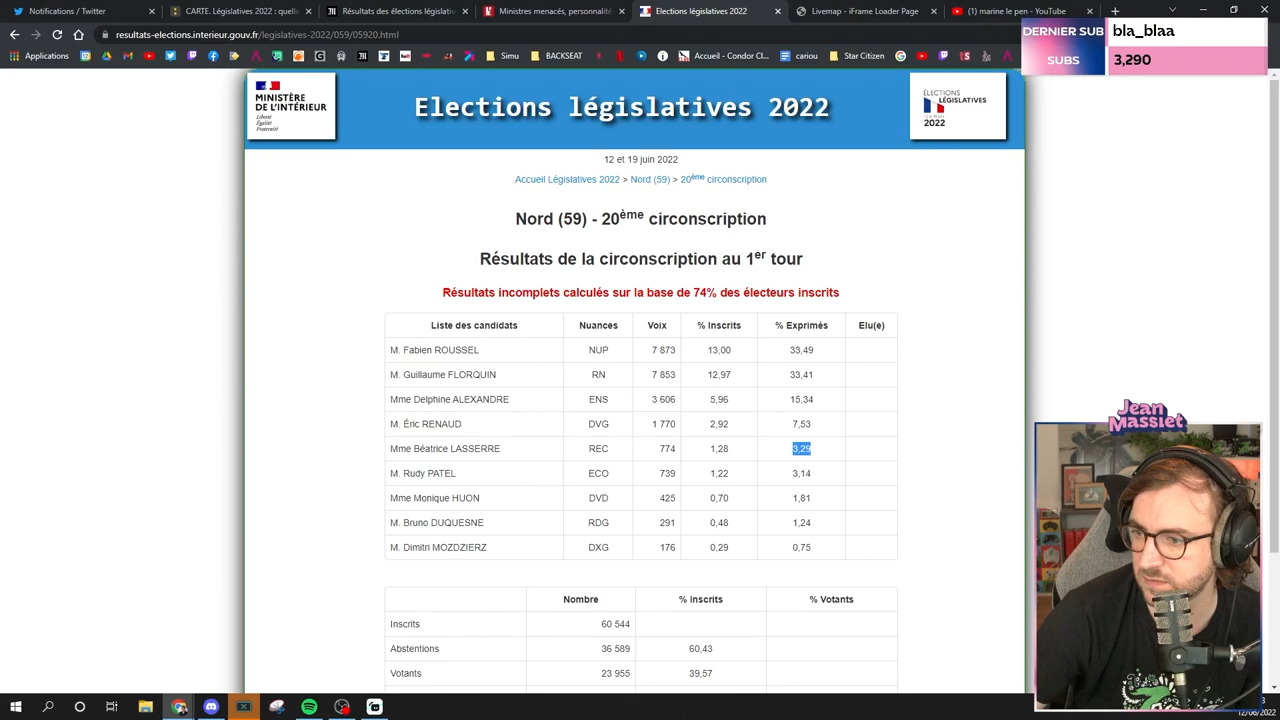 Notifications / Twitter
CARTE. Législatives 2022 : quelle
Résultats des élections législativ
Ministres menacés, personnalité
Élection législatives 2022
Livemap - iFrame Loader Page
(1) marine le pen - You
resultats-elections.interieur.gouv.fr/legislatives-2022/059/05920.html
Applications
Simu
BACKSEAT
Accueil - Condor Cl...
cariou
Star Citizen
DERNIER SUB
bla_blaa
SUBS
3,290
MINISTÈRE
DE L'INTÉRIEUR
Liberté
Égalité
Fraternité
Elections législatives 2022
ÉLECTIONS
LÉGISLATIVES
2022
12 et 19 juin 2022
Accueil Législatives 2022 > Nord (59) > 20ème circonscription
Nord (59) - 20ème circonscription
Résultats de la circonscription au 1er tour
Résultats incomplets calculés sur la base de 74% des électeurs inscrits
Liste des candidats Nuances Voix % Inscrits % Exprimés Elu(e)
M. Fabien ROUSSEL NUP 7 873 13,00 33,49
M. Guillaume FLORQUIN RN 7 853 12,97 33,41
Mme Delphine ALEXANDRE ENS 3 606 5,96 15,34
M. Éric RENAUD DVG 1 770 2,92 7,53
Mme Béatrice LASSERRE REC 774 1,28 3,29
M. Rudy PATEL ECO 739 1,22 3,14
Mme Monique HUON DVD 425 0,70 1,81
M. Bruno DUQUESNE RDG 291 0,48 1,24
M. Dimitri MOZDZIERZ DXG 176 0,29 0,75
Nombre % Inscrits % Votants
Inscrits 60 544
Abstentions 36 589 60,43
Votants 23 955 39,57
Jean
Massiet
12/06/2022